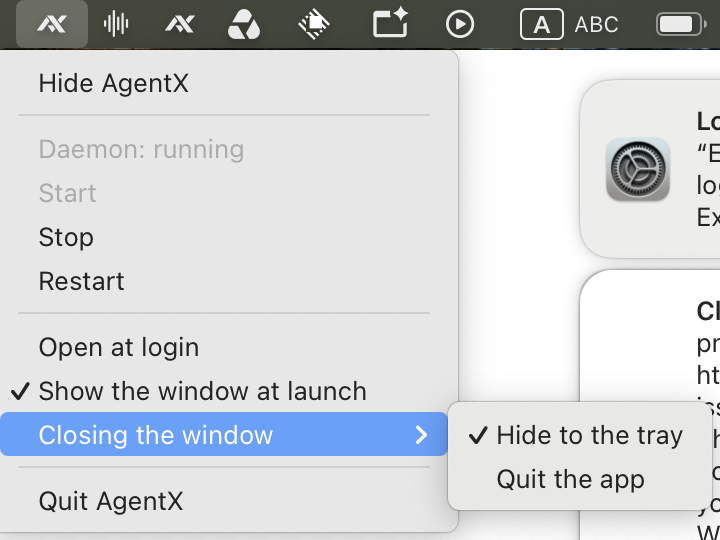 A ABC
Hide AgentX
Daemon: running
Start
Stop
Restart
Open at login
Show the window at launch
Closing the window
Hide to the tray
Quit the app
Quit AgentX